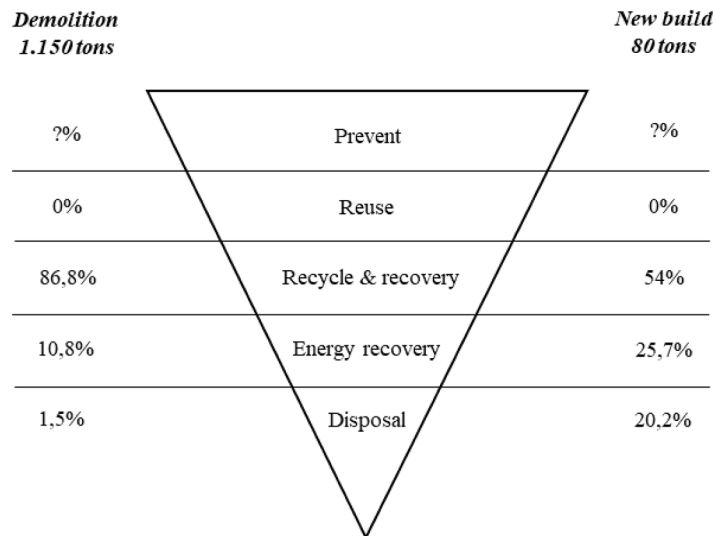 Demolition
1.150 tons
New build
80 tons
?%
Prevent
?%
0%
Reuse
0%
86,8%
Recycle & recovery
54%
10,8%
Energy recovery
25,7%
1,5%
Disposal
20,2%